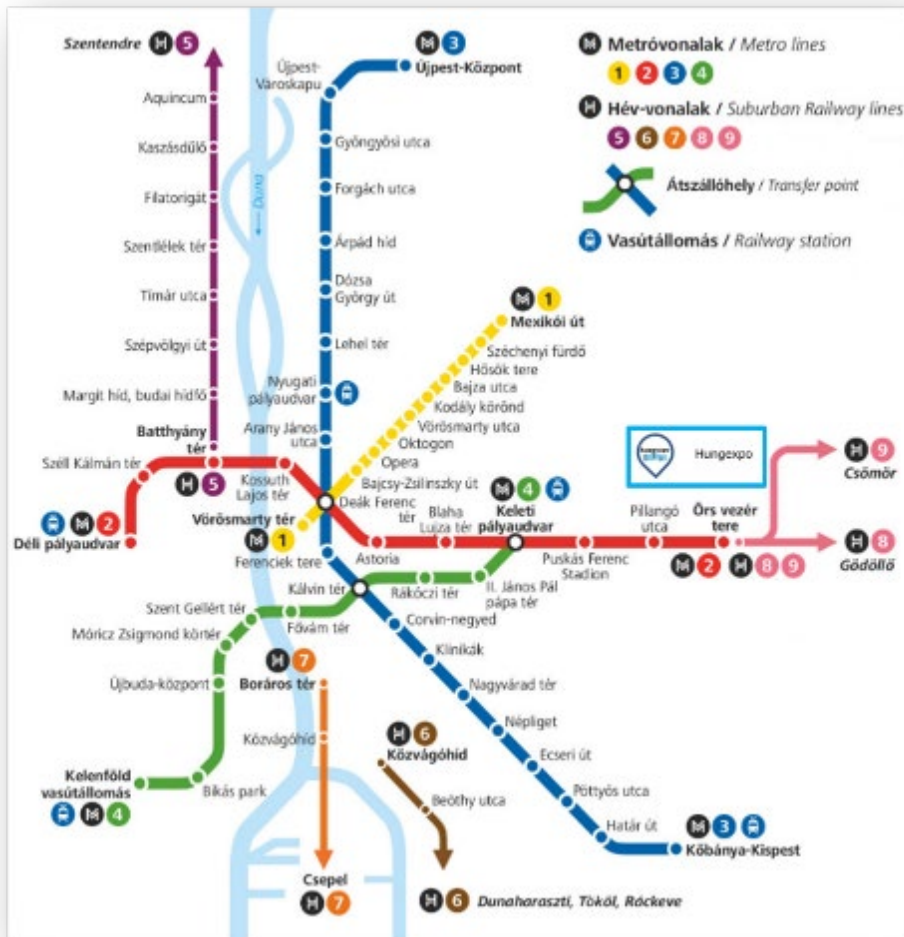 Szentendre H 5
Aquincum
Kaszásdűlő
Filatorigát
Szentlélek tér
Tímár utca
Szépvölgyi út
Margit híd, budai hídfő
Batthyány
tér
H 5
Széll Kálmán tér
M 2
Déli pályaudvar
Kossuth
Lajos tér
Duna
M 3
Újpest-Központ
Újpest-
Városkapu
Gyöngyösi utca
Forgách utca
Árpád híd
Dózsa
György út
Lehel tér
Nyugati
pályaudvar
Arany János
utca
M 1
Mexikói út
Széchenyi fürdő
Hősök tere
Bajza utca
Kodály körönd
Vörösmarty utca
Oktogon
Opera
Bajcsy-Zsilinszky út
Deák Ferenc
tér
Vörösmarty tér
M 1
Ferenciek tere
Astoria
Blaha
Lujza tér
M 4
Keleti
pályaudvar
Puskás Ferenc
Stadion
Pillangó
utca
Örs vezér
tere
M 2 H 8 9
Hungexpo
H 9
Csömör
H 8
Gödöllő
Kálvin tér
Rákóczi tér
II. János Pál
pápa tér
Szent Gellért tér
Fővám tér
Móricz Zsigmond körtér
Újbuda-központ
Bikás park
Kelenföld
vasútállomás
M 4
Corvin-negyed
Klinikák
Nagyvárad tér
Népliget
Ecseri út
Pöttyös utca
Határ út
M 3
Kőbánya-Kispest
H 7
Boráros tér
Közvágóhíd
Csepel
H 7
H 6
Közvágóhíd
Beöthy utca
H 6 Dunaharaszti, Tököl, Ráckeve
M Metróvonalak / Metro lines
1 2 3 4
H Hév-vonalak / Suburban Railway lines
5 6 7 8 9
Átszállóhely / Transfer point
Vasútállomás / Railway station